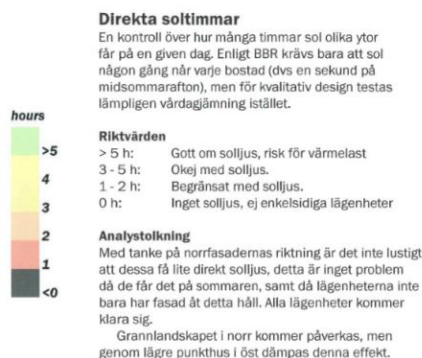 Direkta soltimmar
En kontroll över hur många timmar sol olika ytor
får på en given dag. Enligt BBR krävs bara att sol
någon gång når varje bostad (dvs en sekund på
midsommarafton), men för kvalitativ design testas
lämpligen vårdagjämning istället.
hours
>5
4
3
2
1
<0
Riktvärden
> 5 h: Gott om solljus, risk för värmelast
3 - 5 h: Okej med solljus.
1 - 2 h: Begränsat med solljus.
0 h: Inget solljus, ej enkelsidiga lägenheter
Analystolkning
Med tanke på norrfasadernas riktning är det inte lustigt
att dessa få lite direkt solljus, detta är inget problem
då de får det på sommaren, samt då lägenheterna inte
bara har fasad åt detta håll. Alla lägenheter kommer
klara sig.
Grannlandskapet i norr kommer påverkas, men
genom lägre punkthus i öst dämpas denna effekt.